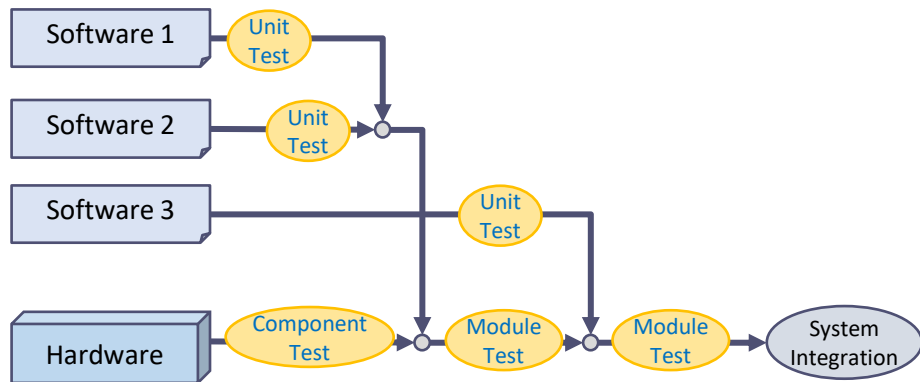 Software 1
Unit
Test
Software 2
Unit
Test
Software 3
Unit
Test
Hardware
Component
Test
Module
Test
Module
Test
System
Integration